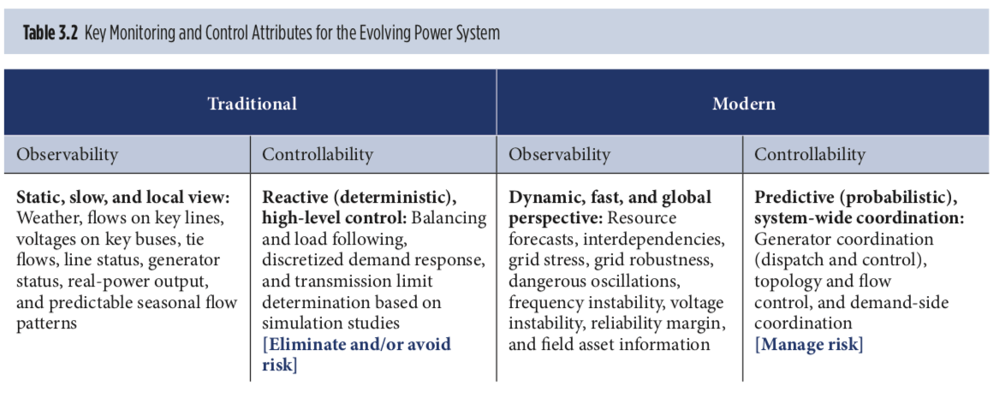 Table 3.2 Key Monitoring and Control Attributes for the Evolving Power System
Traditional
Modern
Observability
Controllability
Observability
Controllability
Static, slow, and local view:
Weather, flows on key lines,
voltages on key buses, tie
flows, line status, generator
status, real-power output,
and predictable seasonal flow
patterns
Reactive (deterministic),
high-level control: Balancing
and load following,
discretized demand response,
and transmission limit
determination based on
simulation studies
[Eliminate and/or avoid
risk]
Dynamic, fast, and global
perspective: Resource
forecasts, interdependencies,
grid stress, grid robustness,
dangerous oscillations,
frequency instability, voltage
instability, reliability margin,
and field asset information
Predictive (probabilistic),
system-wide coordination:
Generator coordination
(dispatch and control),
topology and flow
control, and demand-side
coordination
[Manage risk]